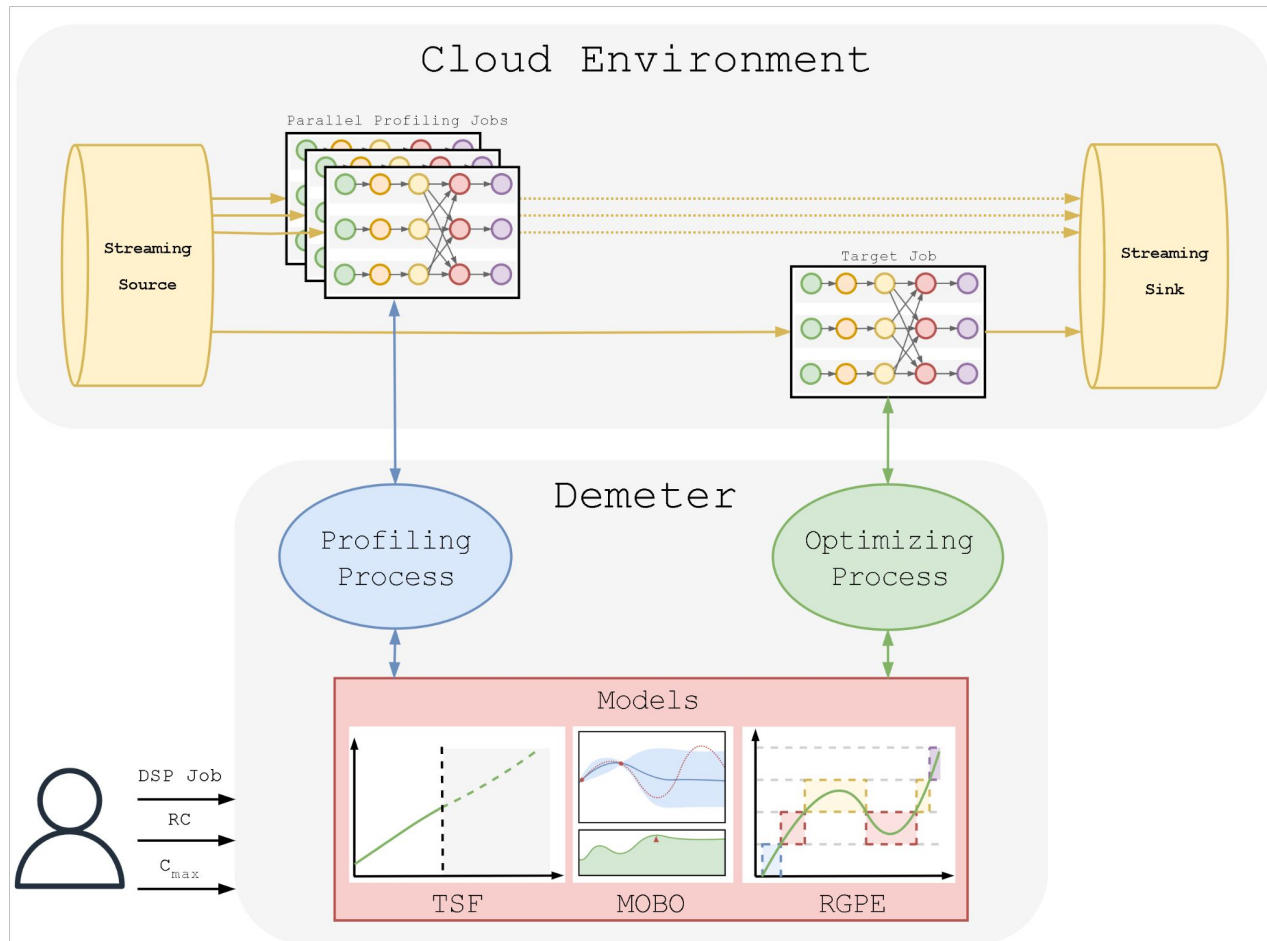 Cloud Environment
Parallel Profiling Jobs
Streaming
Source
Target Job
Streaming
Sink
Demeter
Profiling
Process
Optimizing
Process
Models
DSP Job
RC
C_max
TSF
MOBO
RGPE